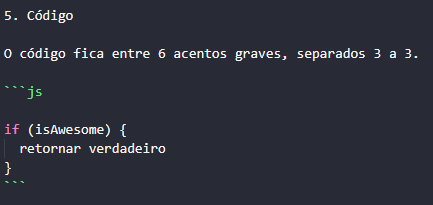 5. Código
O código fica entre 6 acentos graves, separados 3 a 3.
```js
if (isAwesome) {
  retornar verdadeiro
}
```